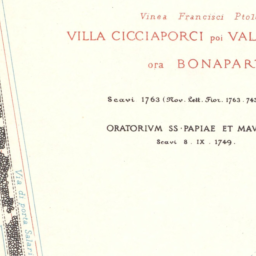 Vinea Francisci Ptol
VILLA CICCIAPORCI poi VAL
ora BONAPART
Scavi 1763 (Nov. Lett. Fior. 1763. 74
ORATORIVM SS·PAPIAE ET MAV
Scavi 8. IX. 1749.
Via di porta Salari